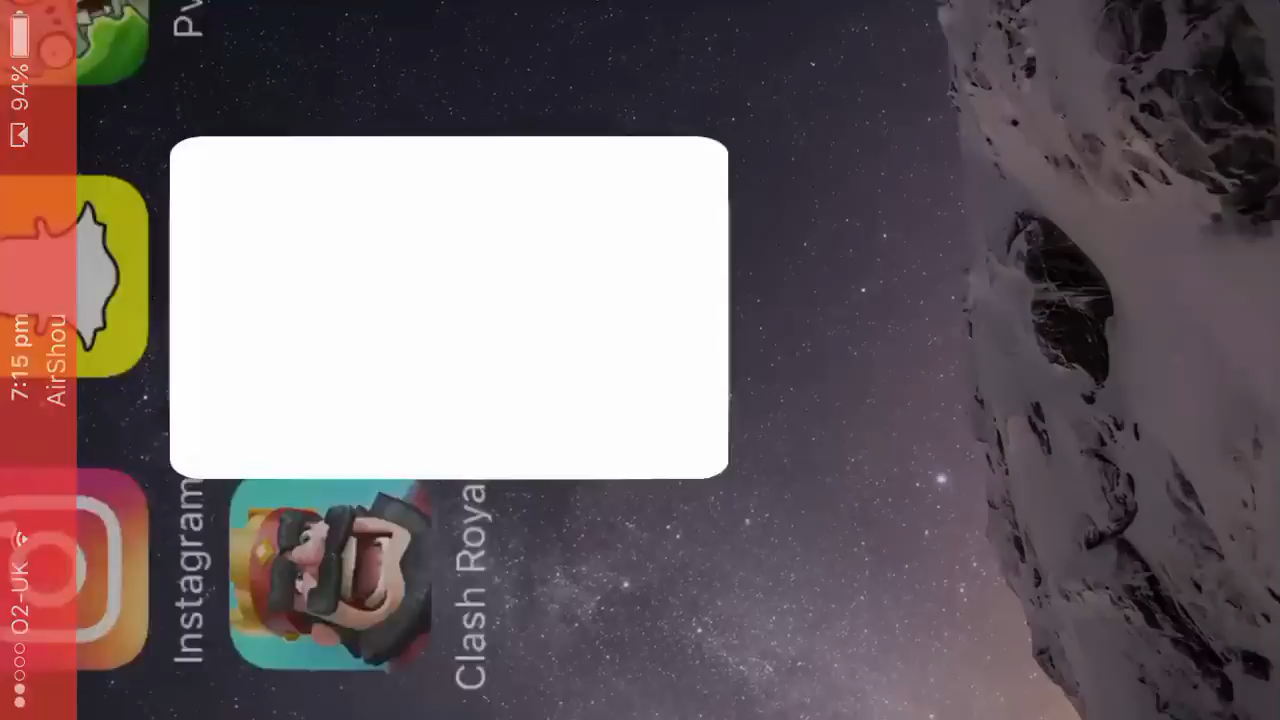 ●●○○○ O2-UK 7:15 pm 94%
AirShou
Instagram
Pv
Clash Roya